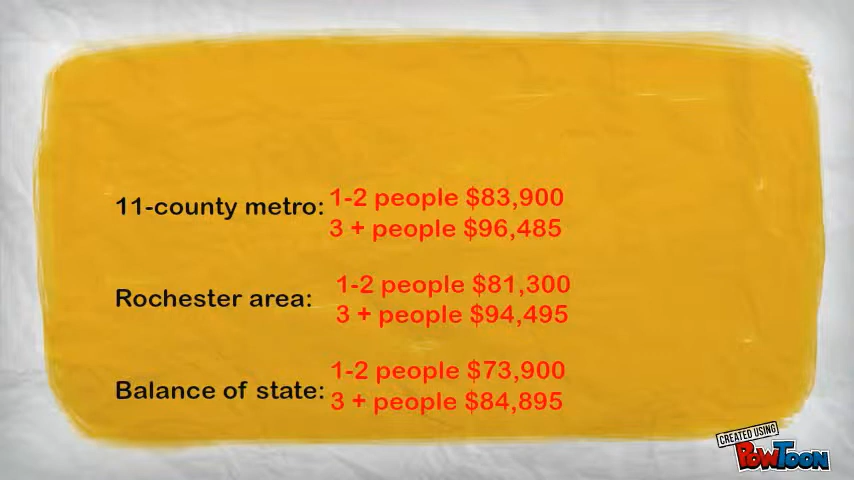 11-county metro:
1-2 people $83,900
3 + people $96,485
Rochester area:
1-2 people $81,300
3 + people $94,495
Balance of state:
1-2 people $73,900
3 + people $84,895
CREATED USING
POWTOON